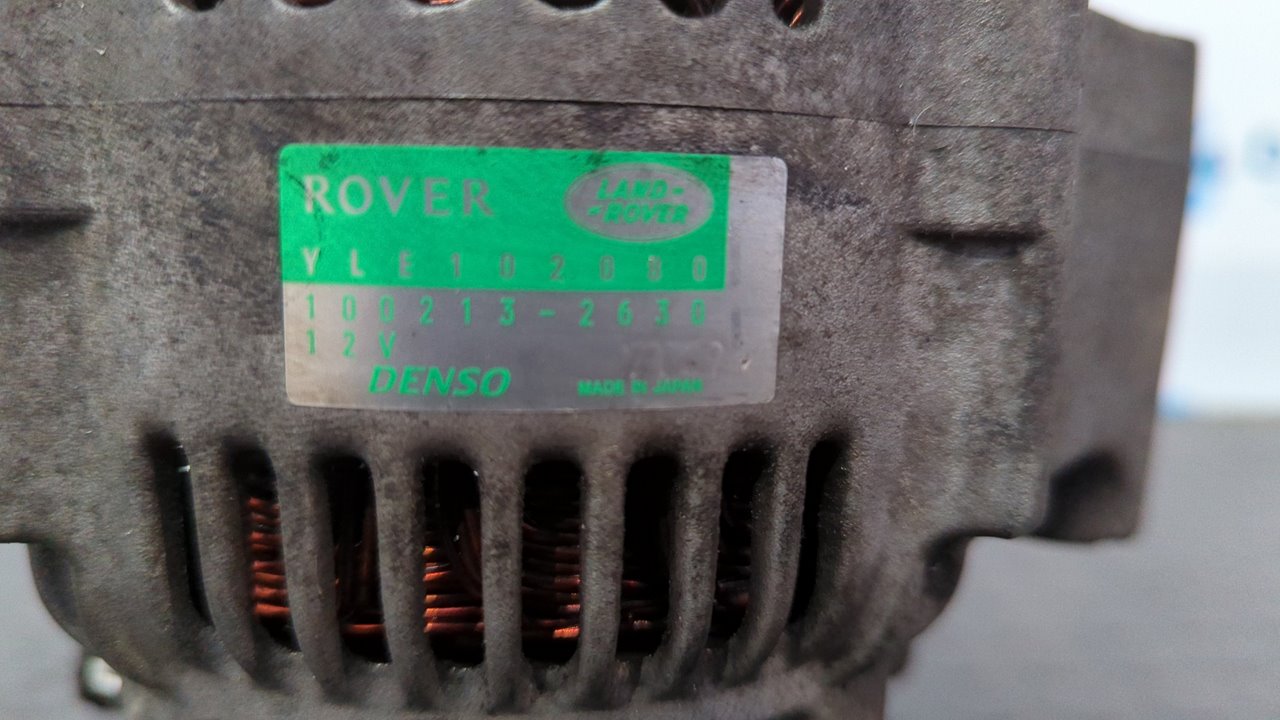 ROVER
LAND-
-ROVER
YLE102080
100213-2630
12V
DENSO
MADE IN JAPAN